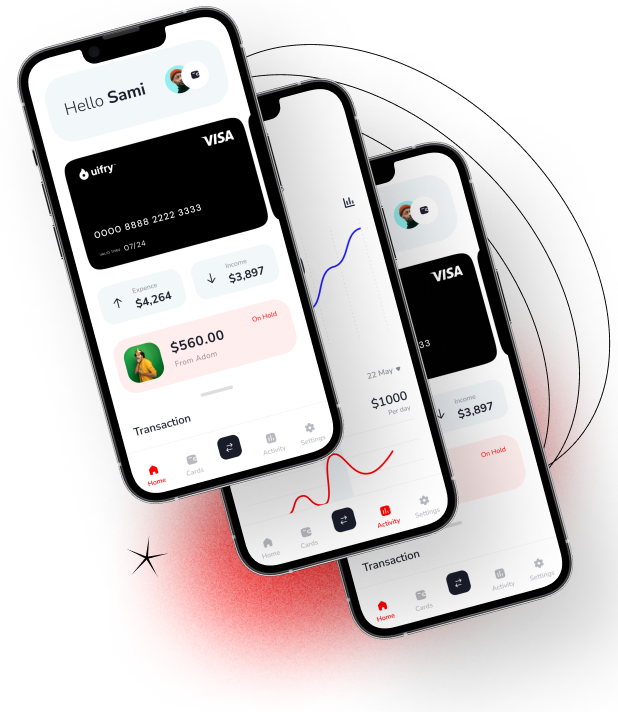 Hello Sami
VISA
uifry
0000 8888 2222 3333
VALID THRU 07/24
Expence
$4,264
Income
$3,897
$560.00
From Adom
On Hold
Transaction
Home
Cards
Activity
Settings
22 May
$1000
Per day
Home
Cards
Activity
Settings
VISA
33
Income
$3,897
On Hold
Transaction
Home
Cards
Activity
Settings